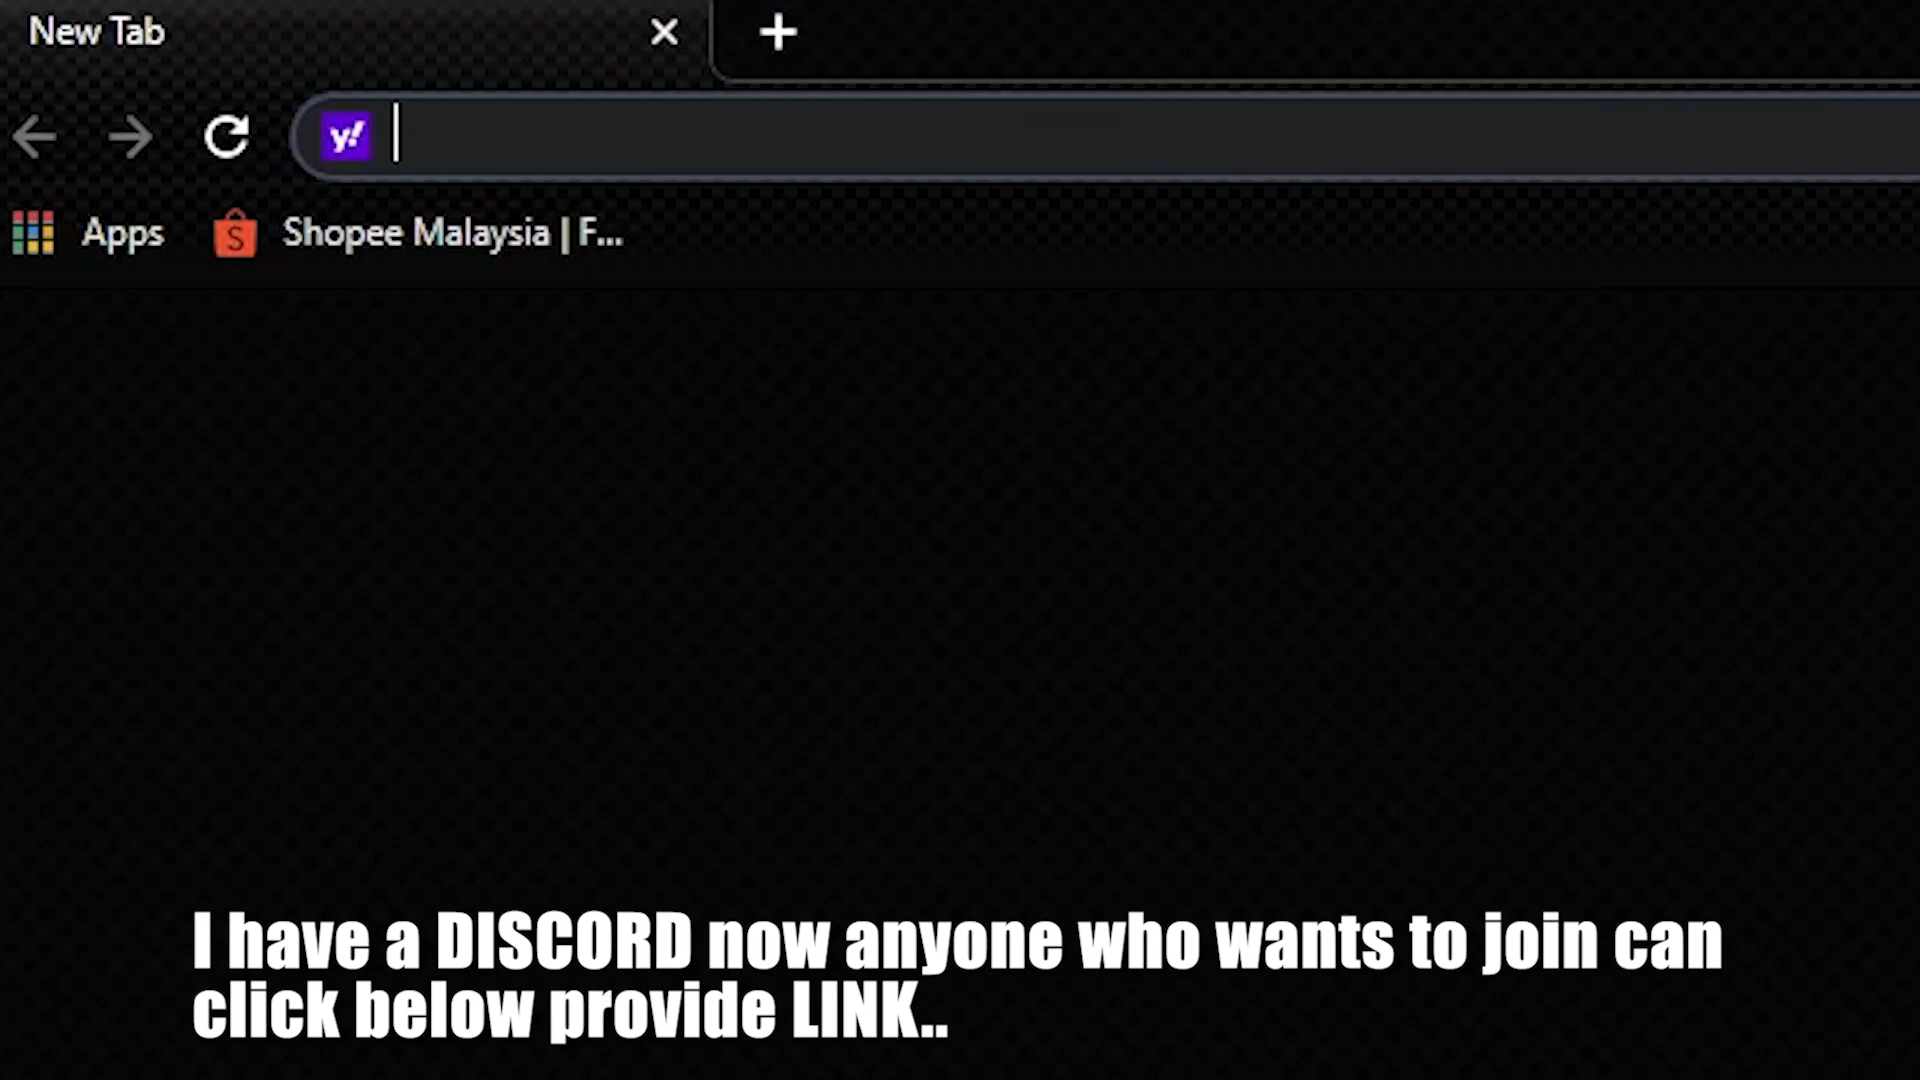 New Tab
y!
Apps
Shopee Malaysia | F...
I have a DISCORD now anyone who wants to join can
click below provide LINK..